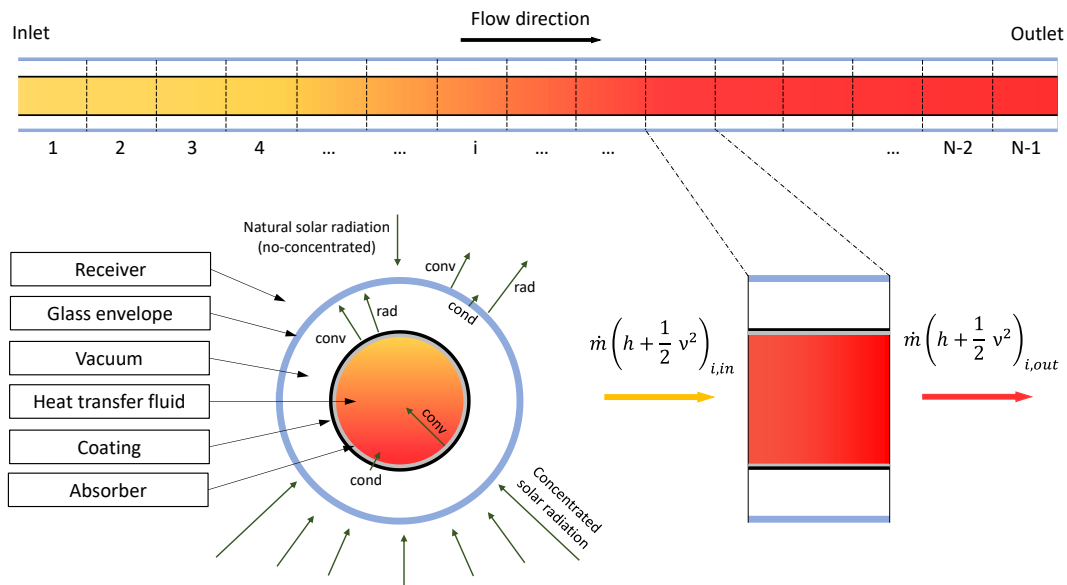 Flow direction
Inlet
Outlet
1 2 3 4 ... ... i ... ... ... N-2 N-1
Natural solar radiation
(no-concentrated)
conv
rad
cond
rad
conv
conv
cond
Receiver
Glass envelope
Vacuum
Heat transfer fluid
Coating
Absorber
Concentrated
solar radiation
ṁ(h + 1/2 v²)i,in
ṁ(h + 1/2 v²)i,out